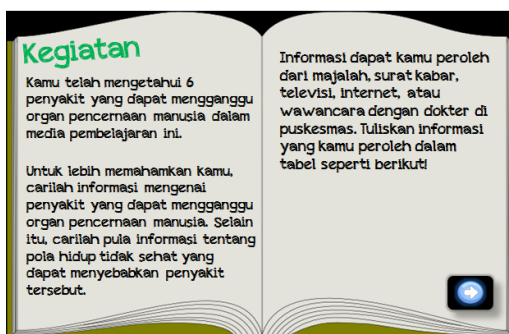 Kegiatan
Kamu telah mengetahui 6
penyakit yang dapat mengganggu
organ pencernaan manusia dalam
media pembelajaran ini.
Untuk lebih memahamkan kamu,
carilah informasi mengenai
penyakit yang dapat mengganggu
organ pencernaan manusia. Selain
itu, carilah pula informasi tentang
pola hidup tidak sehat yang
dapat menyebabkan penyakit
tersebut.
Informasi dapat kamu peroleh
dari majalah, surat kabar,
televisi, internet, atau
wawancara dengan dokter di
puskesmas. Tuliskan informasi
yang kamu peroleh dalam
tabel seperti berikut!